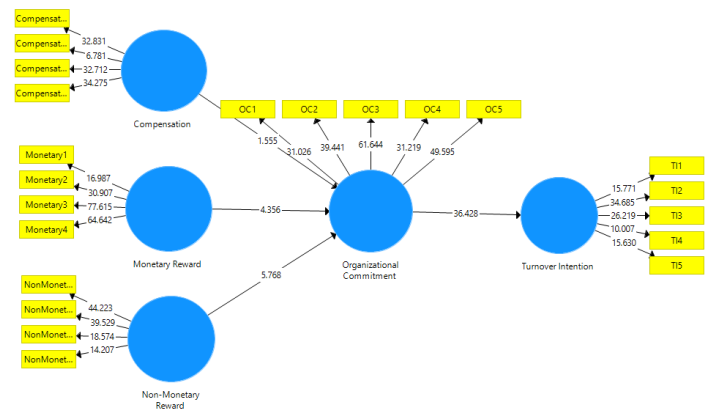 Compensat...
Compensat...
Compensat...
Compensat...
32.831
6.781
32.712
34.275
Compensation
OC1
OC2
OC3
OC4
OC5
1.555
31.026
39.441
61.644
31.219
49.595
Monetary1
Monetary2
Monetary3
Monetary4
16.987
30.907
77.615
64.642
Monetary Reward
4.356
Organizational
Commitment
36.428
Turnover Intention
15.771
34.685
26.219
10.007
15.630
TI1
TI2
TI3
TI4
TI5
5.768
NonMonet...
NonMonet...
NonMonet...
NonMonet...
44.223
39.529
18.574
14.207
Non-Monetary
Reward